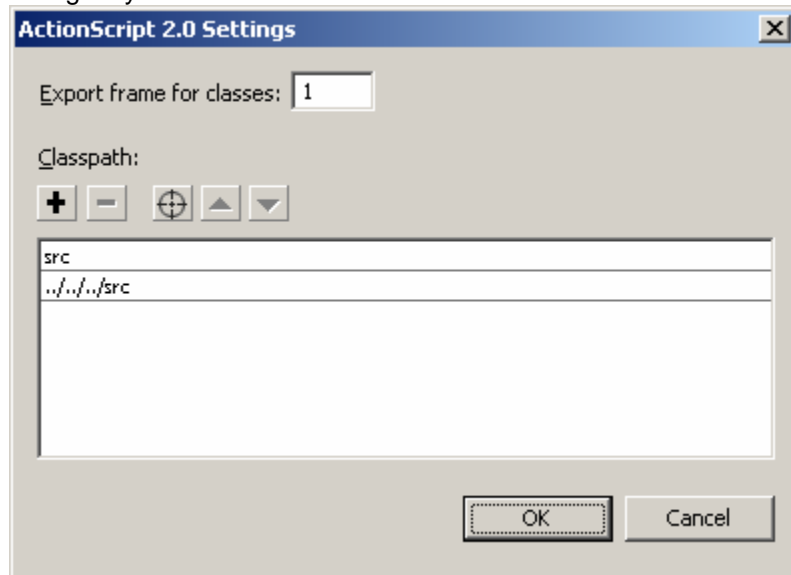 ActionScript 2.0 Settings
Export frame for classes: 1
Classpath:
src
../../../src
OK Cancel